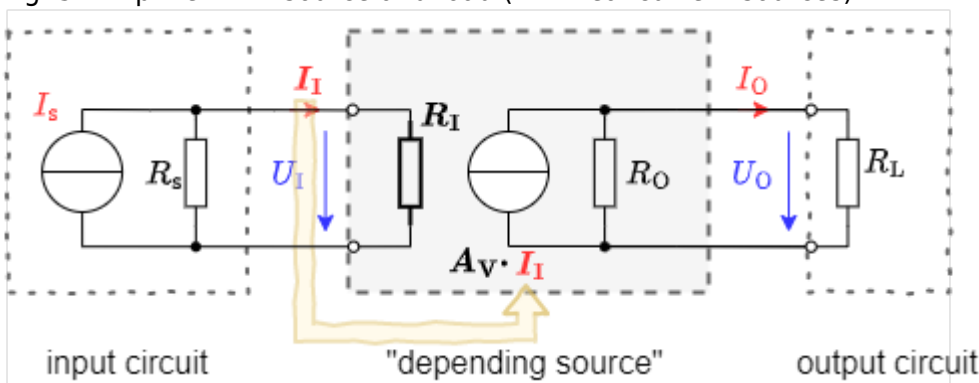 I_I
I_O
I_s
R_I
R_s
U_I
R_O
U_O
R_L
A_V· I_I
input circuit
"depending source"
output circuit